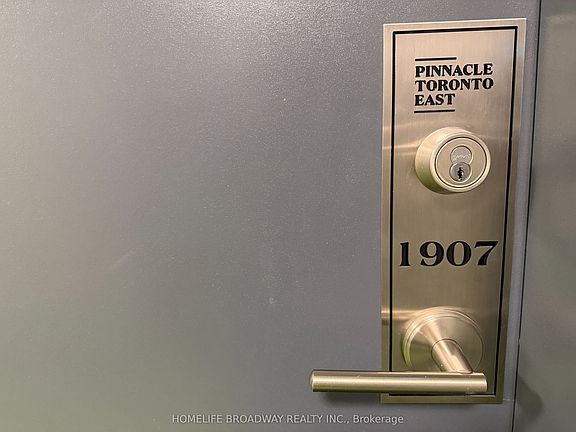 PINNACLE
TORONTO
EAST
1907
HOMELIFE BROADWAY REALTY INC., Brokerage